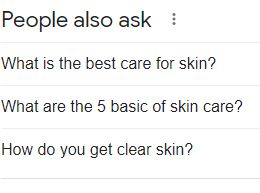 People also ask
What is the best care for skin?
What are the 5 basic of skin care?
How do you get clear skin?